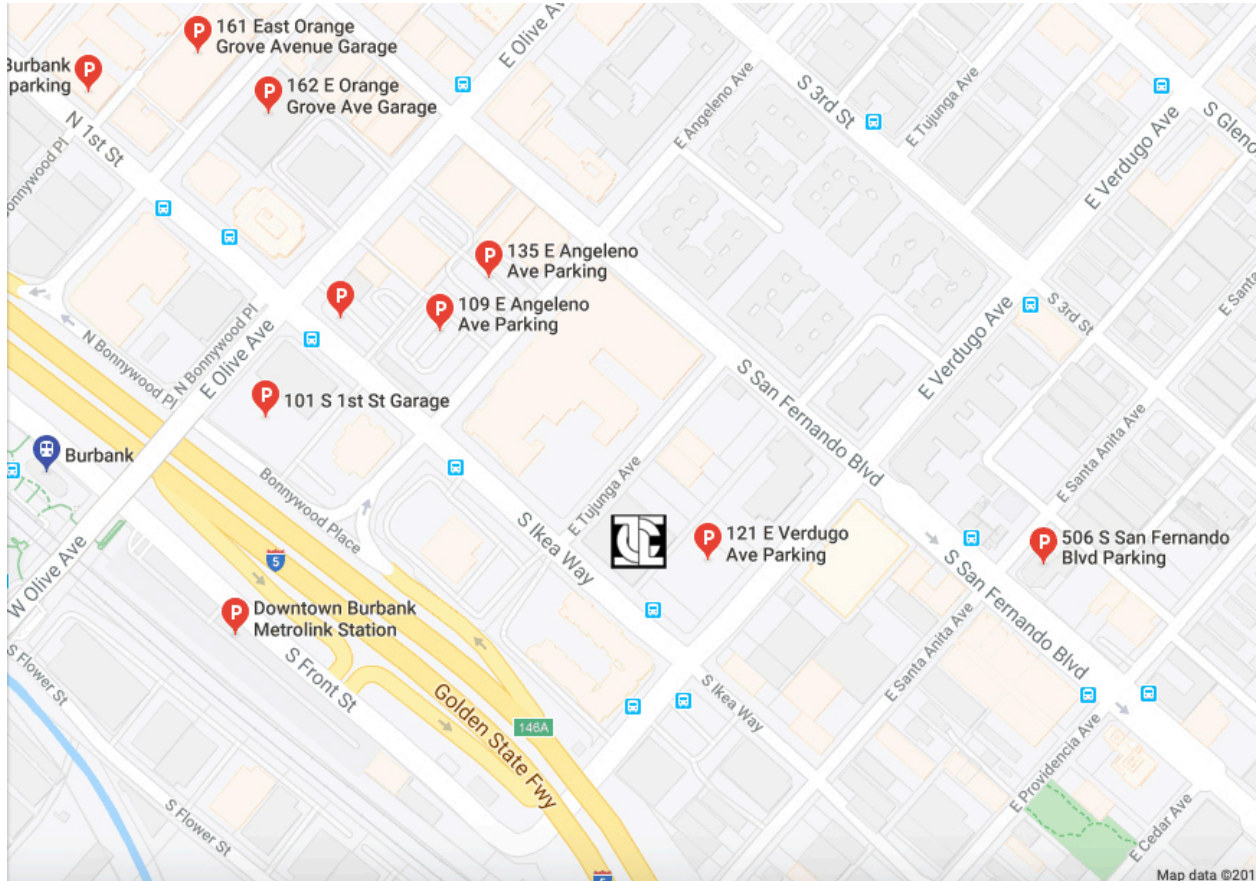 161 East Orange
Grove Avenue Garage
E Olive Ave
Burbank
parking
P
P
162 E Orange
Grove Ave Garage
P
N 1st St
Bonnywood Pl
E Angeleno Ave
S 3rd St
E Tujunga Ave
E Verdugo Ave
S Gleno
135 E Angeleno
Ave Parking
P
109 E Angeleno
Ave Parking
P
P
N Bonnywood Pl
N Bonnywood Pl
E Olive Ave
101 S 1st St Garage
P
S San Fernando Blvd
E Verdugo Ave
S 3rd St
E Santa
E Santa Anita Ave
Burbank
Bonnywood Place
5
W Olive Ave
S Ikea Way
E Tujunga Ave
121 E Verdugo
Ave Parking
P
506 S San Fernando
Blvd Parking
P
Downtown Burbank
Metrolink Station
P
S San Fernando Blvd
E Santa Anita Ave
S Flower St
S Front St
Golden State Fwy
146A
S Ikea Way
E Providencia Ave
E Cedar Ave
S Flower St
5
Map data ©201